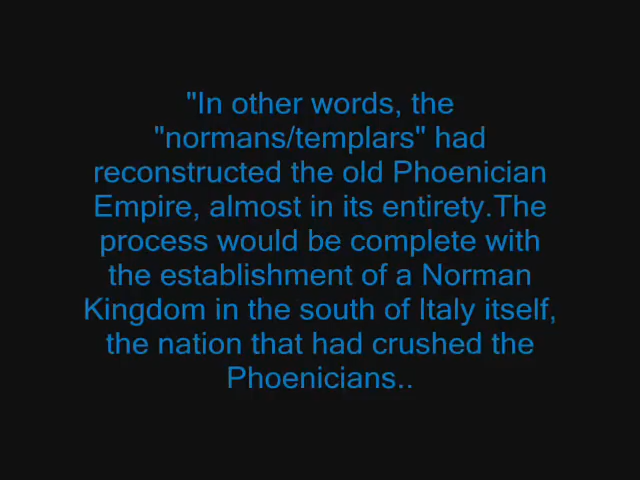 "In other words, the
"normans/templars" had
reconstructed the old Phoenician
Empire, almost in its entirety.The
process would be complete with
the establishment of a Norman
Kingdom in the south of Italy itself,
the nation that had crushed the
Phoenicians..